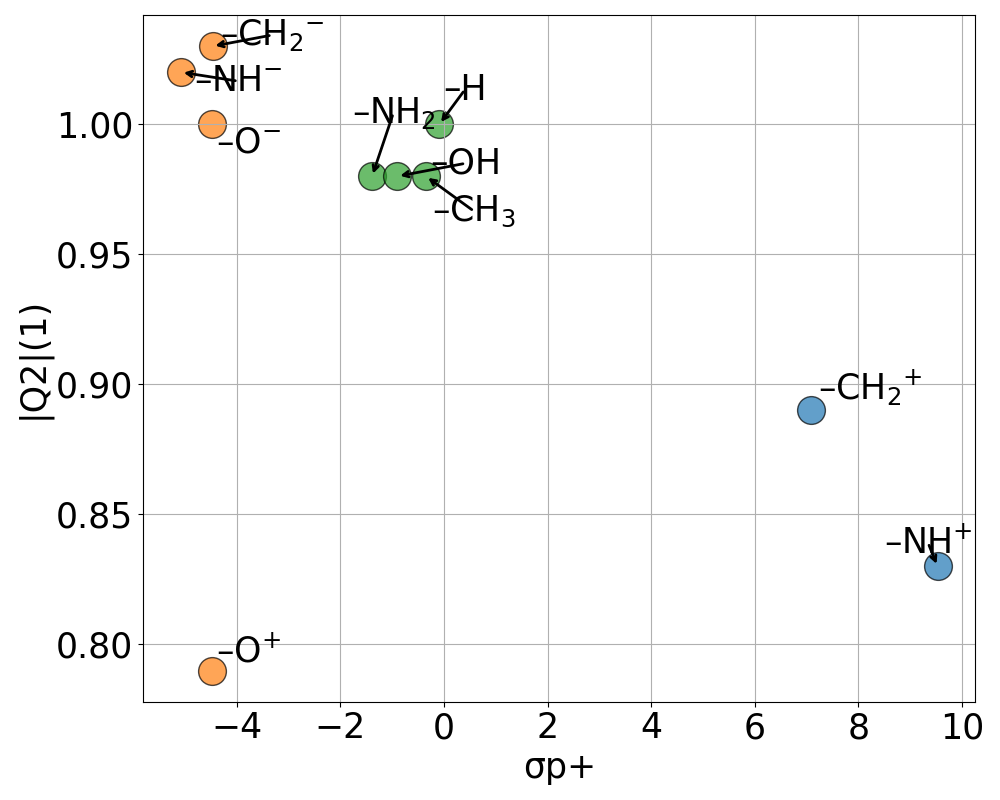 –CH₂⁻
–NH⁻
–O⁻
–NH₂
–H
–OH
–CH₃
–CH₂⁺
–NH⁺
–O⁺
1.00
0.95
0.90
0.85
0.80
|Q2|(1)
−4 −2 0 2 4 6 8 10
σp+